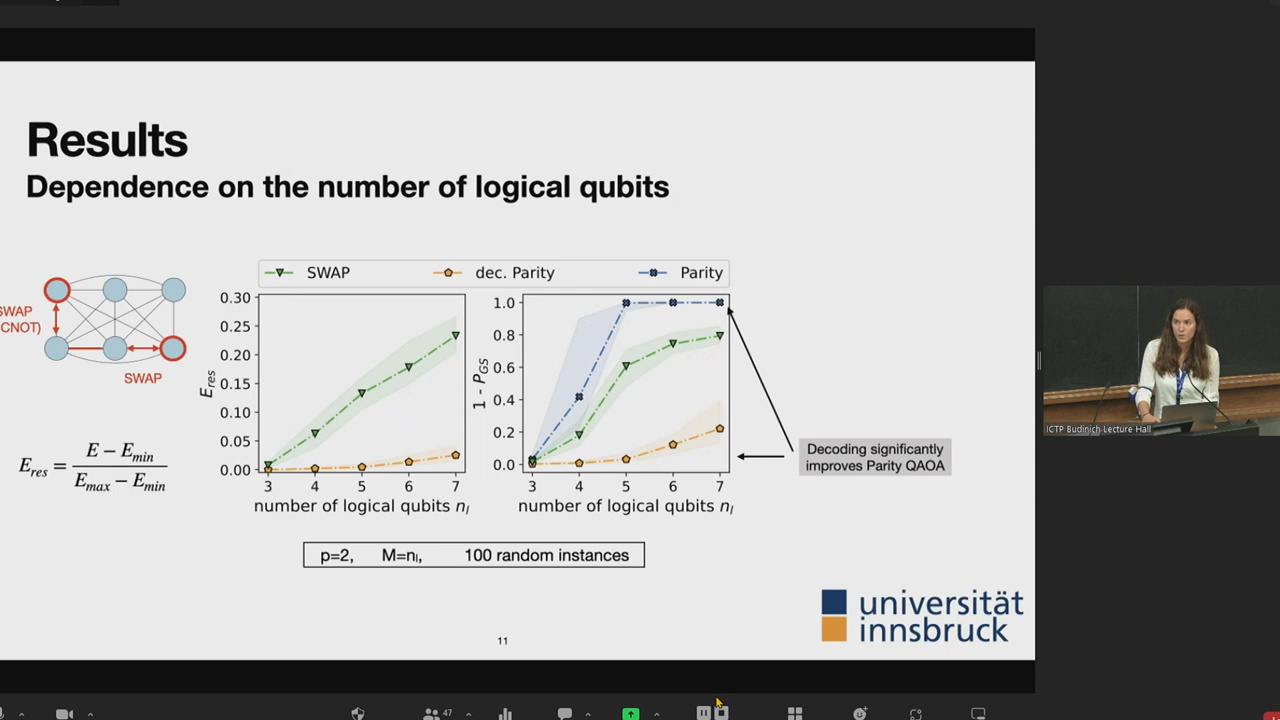 Results
Dependence on the number of logical qubits
SWAP
dec. Parity
Parity
SWAP
CNOT)
SWAP
E_res = (E − E_min) / (E_max − E_min)
0.30
0.25
0.20
0.15
0.10
0.05
0.00
E_res
3 4 5 6 7
number of logical qubits n_l
1.0
0.8
0.6
0.4
0.2
0.0
1 - P_GS
3 4 5 6 7
number of logical qubits n_l
Decoding significantly
improves Parity QAOA
p=2, M=nₗ, 100 random instances
11
universität
innsbruck
ICTP Budinich Lecture Hall
47